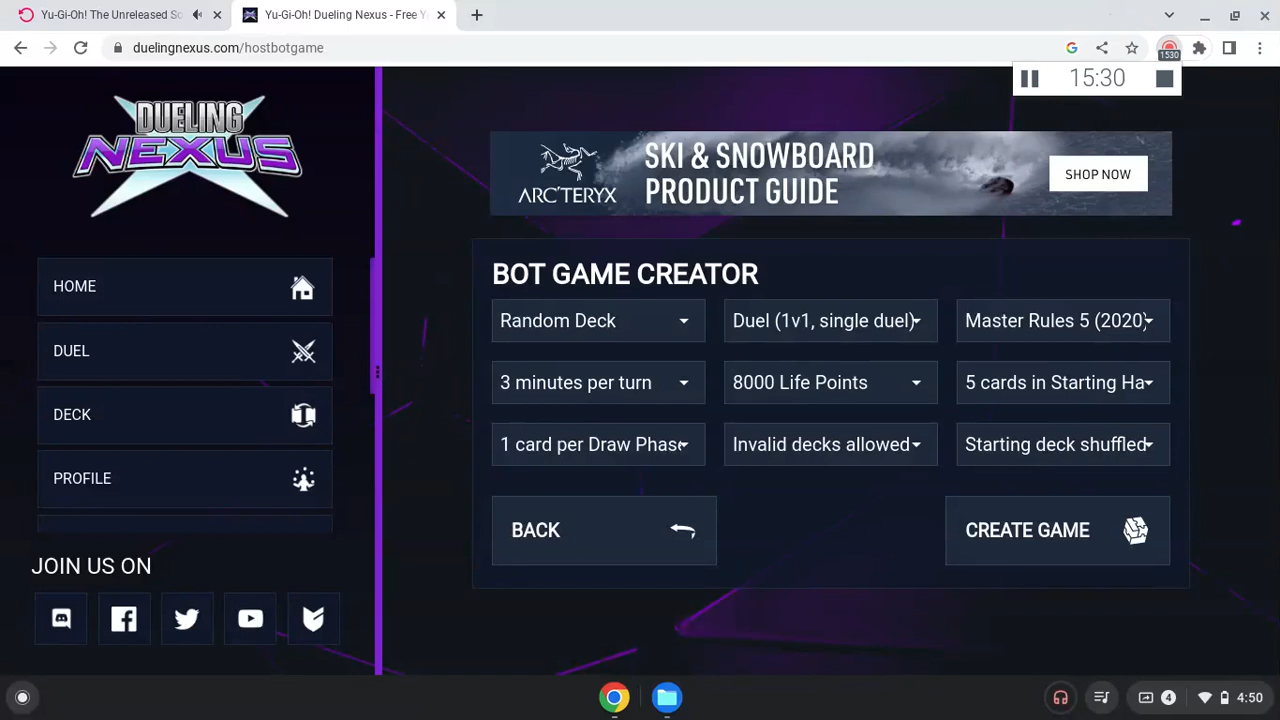 Yu-Gi-Oh! The Unreleased So
Yu-Gi-Oh! Dueling Nexus - Free Y
duelingnexus.com/hostbotgame
1530
15:30
DUELING
NEXUS
SKI & SNOWBOARD
PRODUCT GUIDE
ARC'TERYX
SHOP NOW
HOME
DUEL
DECK
PROFILE
JOIN US ON
BOT GAME CREATOR
Random Deck
Duel (1v1, single duel)
Master Rules 5 (2020)
3 minutes per turn
8000 Life Points
5 cards in Starting Ha
1 card per Draw Phase
Invalid decks allowed
Starting deck shuffled
BACK
CREATE GAME
4
4:50